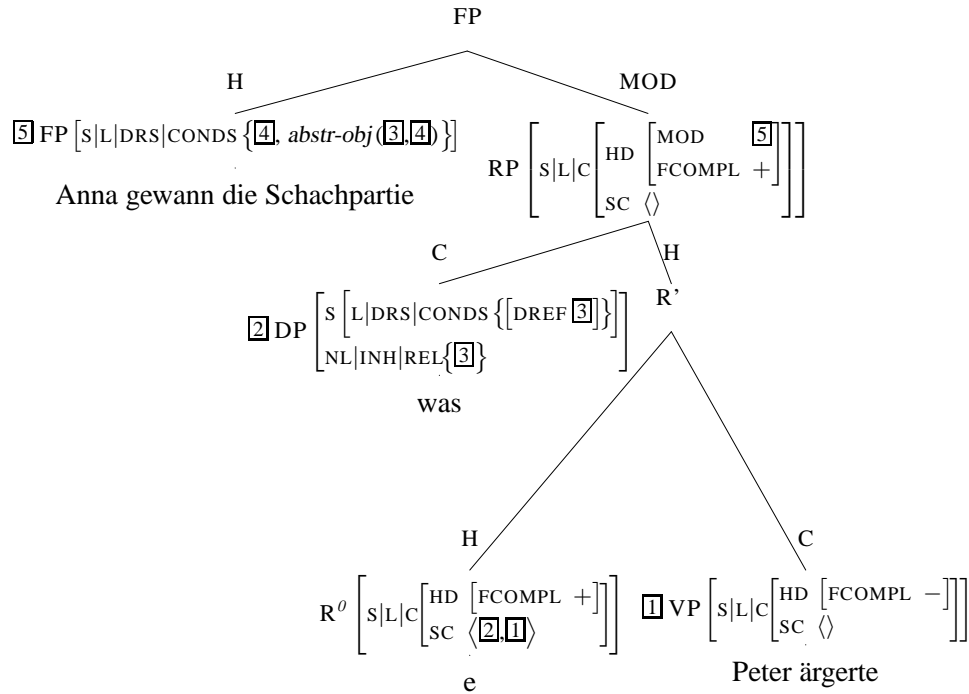 FP
H MOD
5 FP [S|L|DRS|CONDS {4, abstr-obj(3,4)}]
Anna gewann die Schachpartie
RP [S|L|C [HD [MOD 5
FCOMPL +]
SC ⟨⟩]]
C H
2 DP [S [L|DRS|CONDS {[DREF 3]}]
NL|INH|REL{3}]
was
R’
H C
R⁰ [S|L|C [HD [FCOMPL +]
SC ⟨2,1⟩]]
e
1 VP [S|L|C [HD [FCOMPL −]
SC ⟨⟩]]
Peter ärgerte